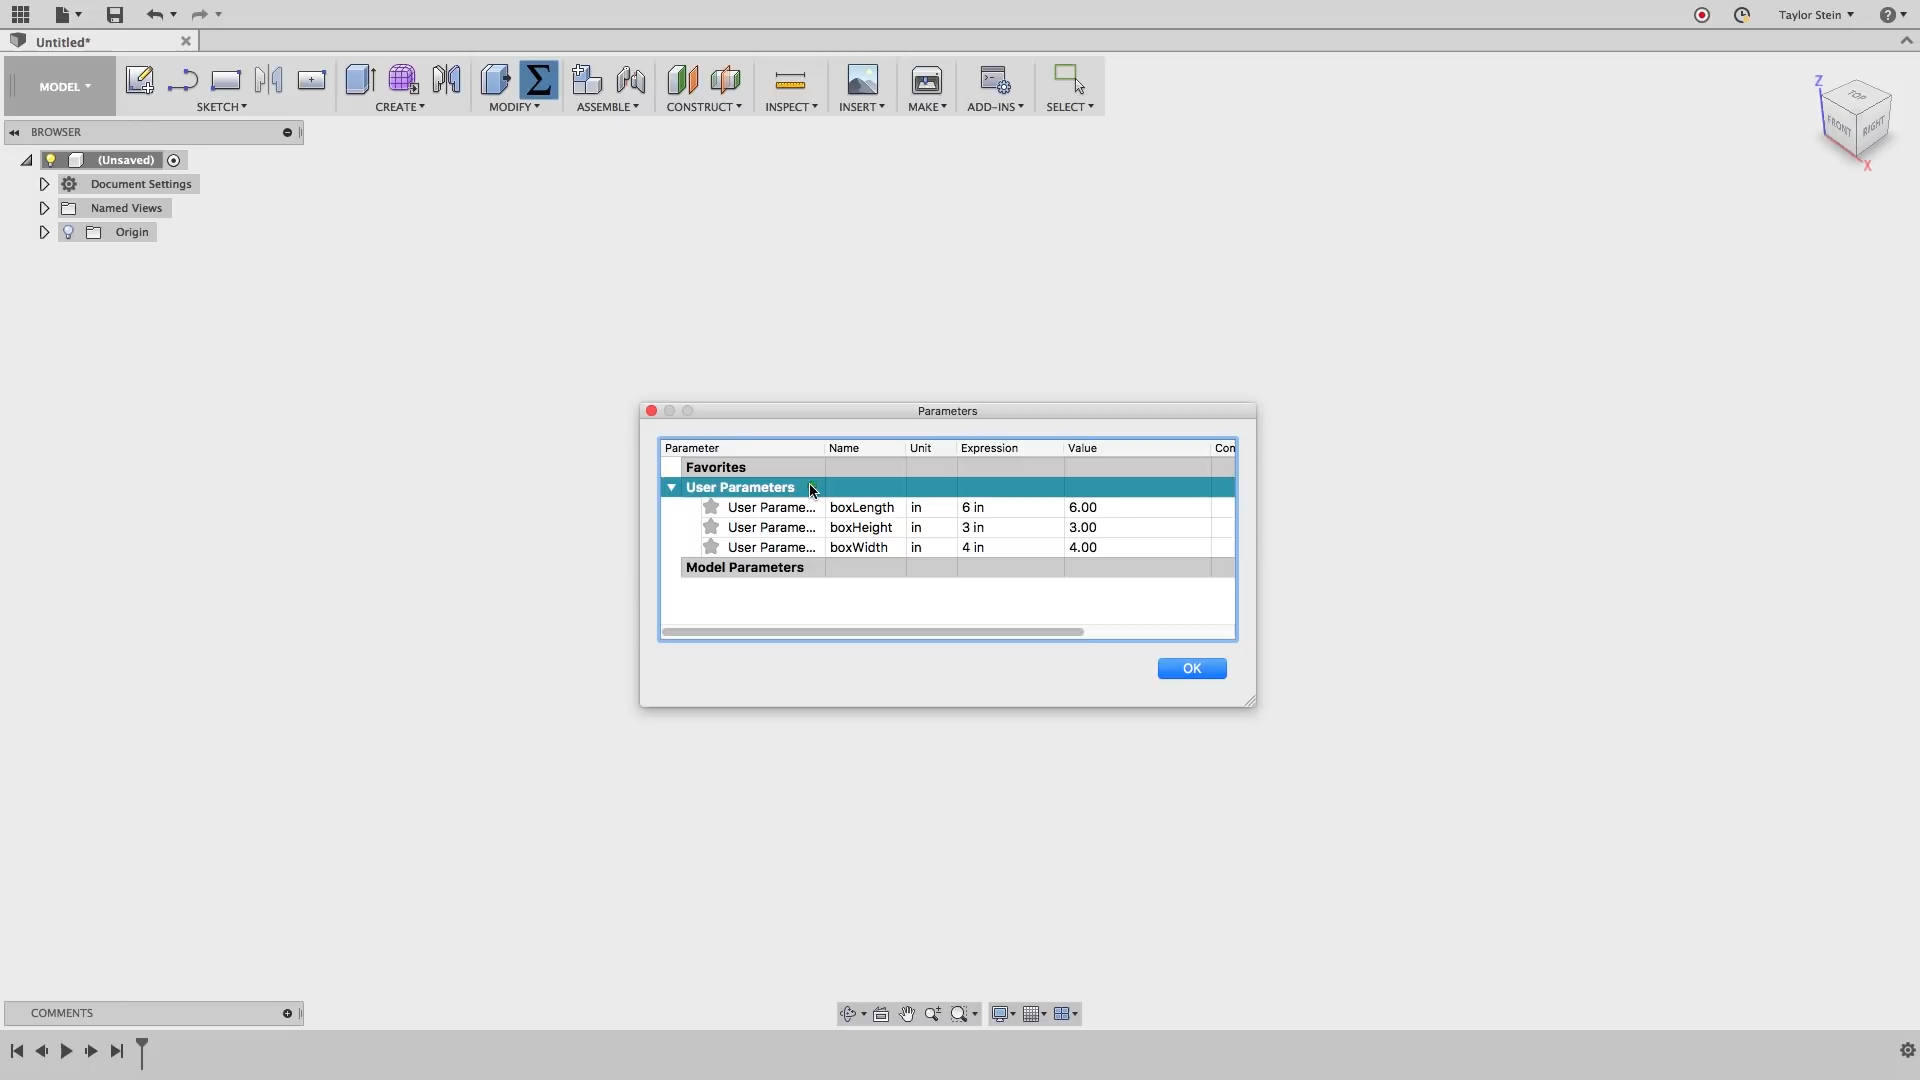 Taylor Stein
Untitled*
MODEL
SKETCH
CREATE
MODIFY
ASSEMBLE
CONSTRUCT
INSPECT
INSERT
MAKE
ADD-INS
SELECT
BROWSER
(Unsaved)
Document Settings
Named Views
Origin
Z
TOP
FRONT
RIGHT
X
Parameters
Parameter Name Unit Expression Value Con
Favorites
User Parameters
User Parame... boxLength in 6 in 6.00
User Parame... boxHeight in 3 in 3.00
User Parame... boxWidth in 4 in 4.00
Model Parameters
OK
COMMENTS